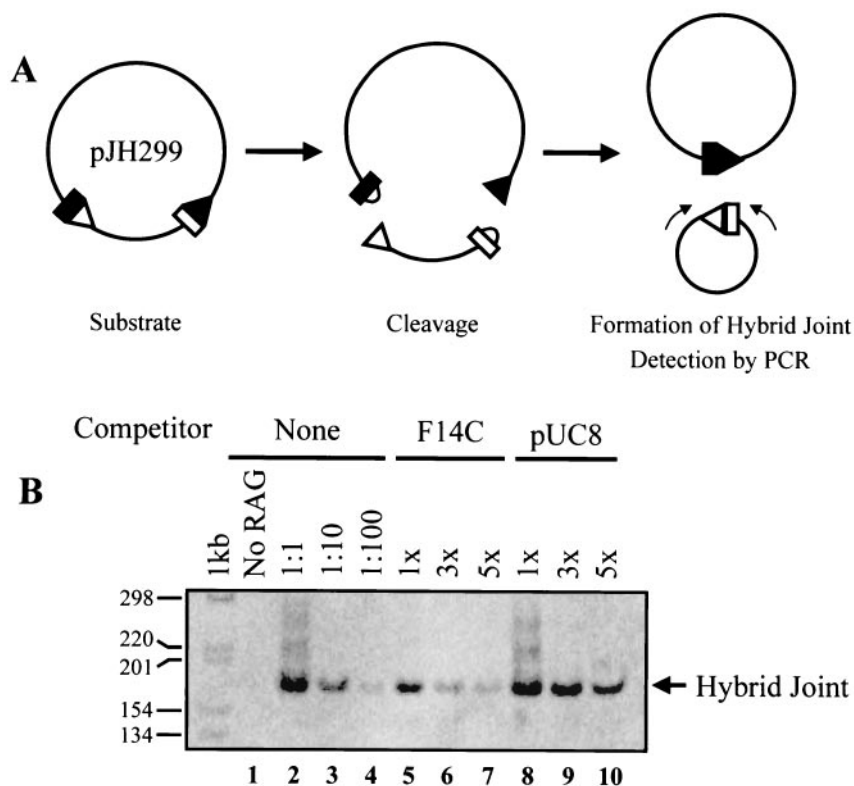 A
pJH299
Substrate
Cleavage
Formation of Hybrid Joint
Detection by PCR
Competitor None F14C pUC8
B
1kb No RAG 1:1 1:10 1:100 1x 3x 5x 1x 3x 5x
298
220
201
154
134
Hybrid Joint
1 2 3 4 5 6 7 8 9 10